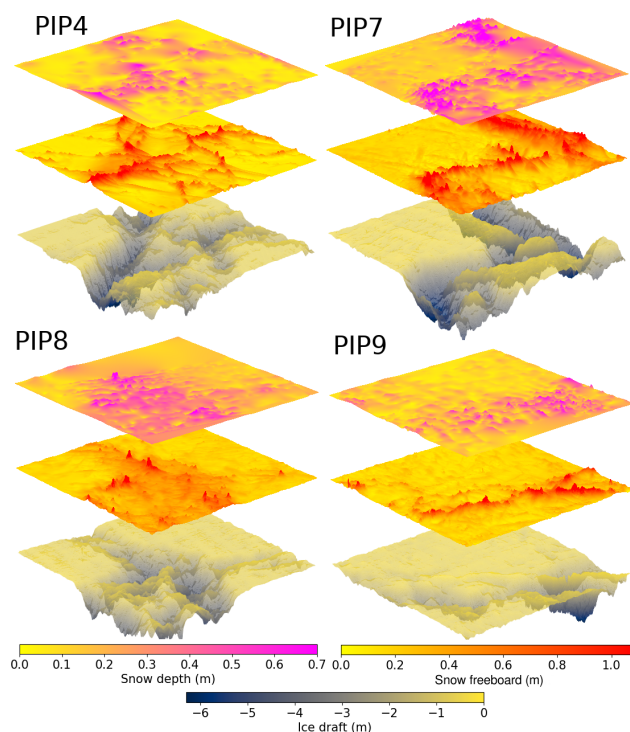 PIP4
PIP7
PIP8
PIP9
0.0 0.1 0.2 0.3 0.4 0.5 0.6 0.7
Snow depth (m)
0.0 0.2 0.4 0.6 0.8 1.0
Snow freeboard (m)
−6 −5 −4 −3 −2 −1 0
Ice draft (m)